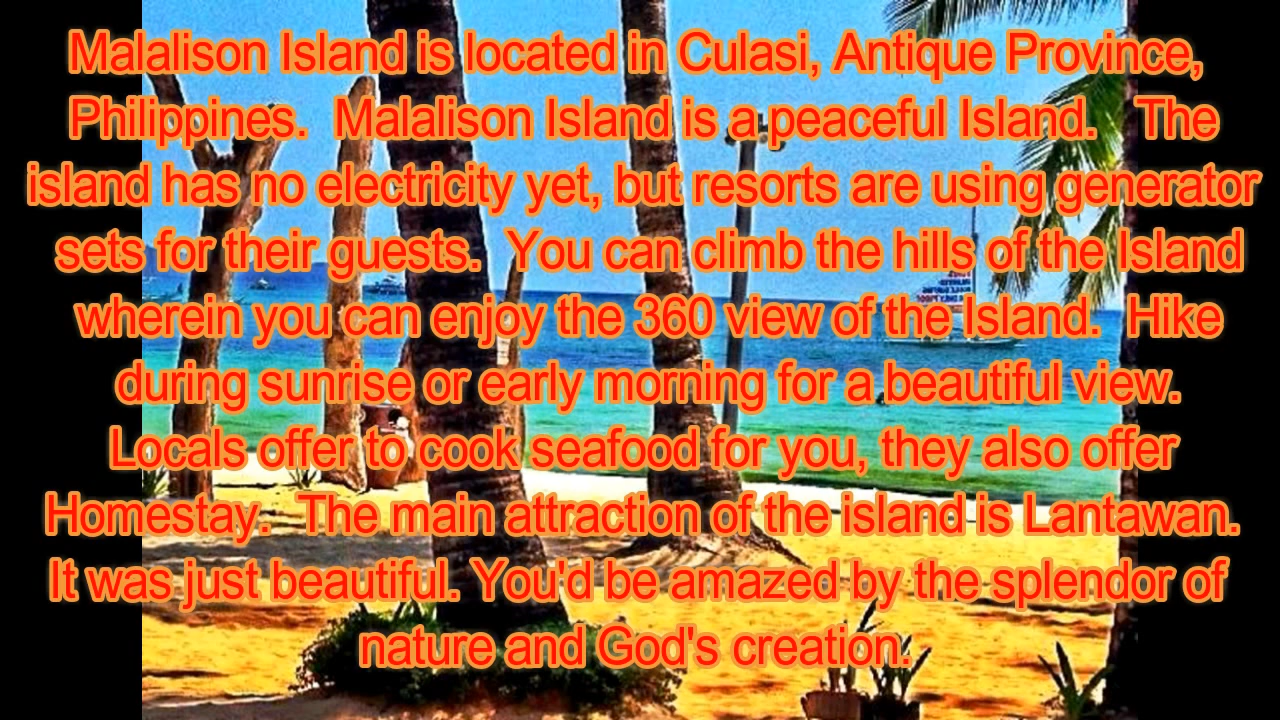 Malalison Island is located in Culasi, Antique Province,
Philippines.  Malalison Island is a peaceful Island.   The
island has no electricity yet, but resorts are using generator
sets for their guests.  You can climb the hills of the Island
wherein you can enjoy the 360 view of the Island.  Hike
during sunrise or early morning for a beautiful view.
Locals offer to cook seafood for you, they also offer
Homestay.  The main attraction of the island is Lantawan.
It was just beautiful. You'd be amazed by the splendor of
nature and God's creation.